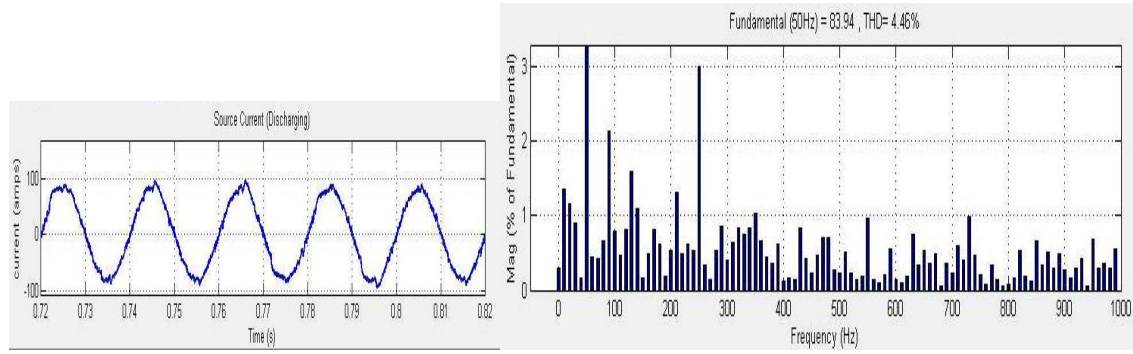 Source Current (Discharging)
current (amps)
100
0
-100
0.72 0.73 0.74 0.75 0.76 0.77 0.78 0.79 0.8 0.81 0.82
Time (s)
Fundamental (50Hz) = 83.94 , THD= 4.46%
Mag (% of Fundamental)
3
2
1
0
0 100 200 300 400 500 600 700 800 900 1000
Frequency (Hz)